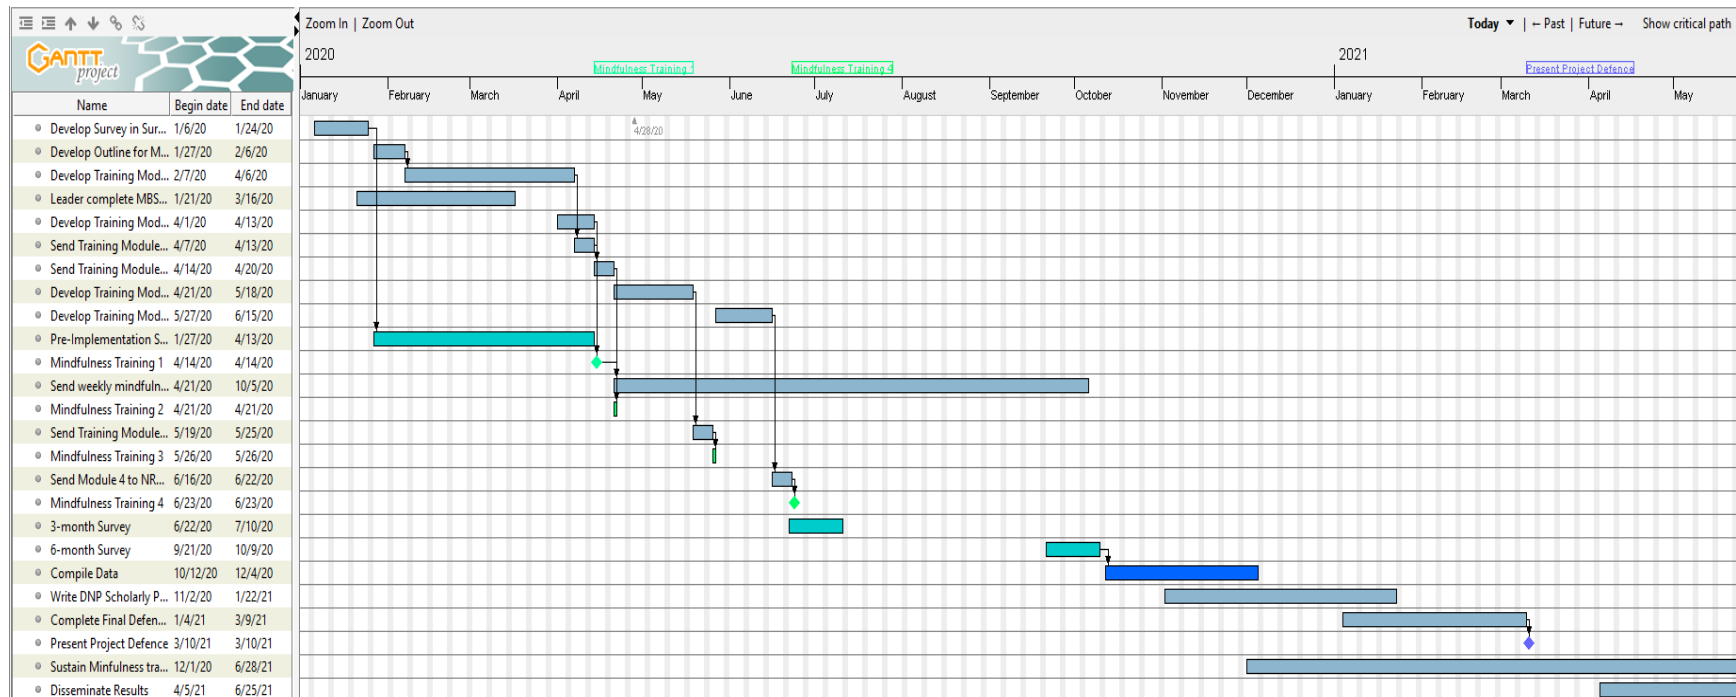 Zoom In | Zoom Out
Today ▼ | ←Past | Future→ Show critical path
GANTT project
2020 2021
Mindfulness Training 1 Mindfulness Training 4 Present Project Defence
January February March April May June July August September October November December January February March April May
Name Begin date End date
4/28/20
Develop Survey in Sur... 1/6/20 1/24/20
Develop Outline for M... 1/27/20 2/6/20
Develop Training Mod... 2/7/20 4/6/20
Leader complete MBS... 1/21/20 3/16/20
Develop Training Mod... 4/1/20 4/13/20
Send Training Module... 4/7/20 4/13/20
Send Training Module... 4/14/20 4/20/20
Develop Training Mod... 4/21/20 5/18/20
Develop Training Mod... 5/27/20 6/15/20
Pre-Implementation S... 1/27/20 4/13/20
Mindfulness Training 1 4/14/20 4/14/20
Send weekly mindfuln... 4/21/20 10/5/20
Mindfulness Training 2 4/21/20 4/21/20
Send Training Module... 5/19/20 5/25/20
Mindfulness Training 3 5/26/20 5/26/20
Send Module 4 to NR... 6/16/20 6/22/20
Mindfulness Training 4 6/23/20 6/23/20
3-month Survey 6/22/20 7/10/20
6-month Survey 9/21/20 10/9/20
Compile Data 10/12/20 12/4/20
Write DNP Scholarly P... 11/2/20 1/22/21
Complete Final Defen... 1/4/21 3/9/21
Present Project Defence 3/10/21 3/10/21
Sustain Minfulness tra... 12/1/20 6/28/21
Disseminate Results 4/5/21 6/25/21